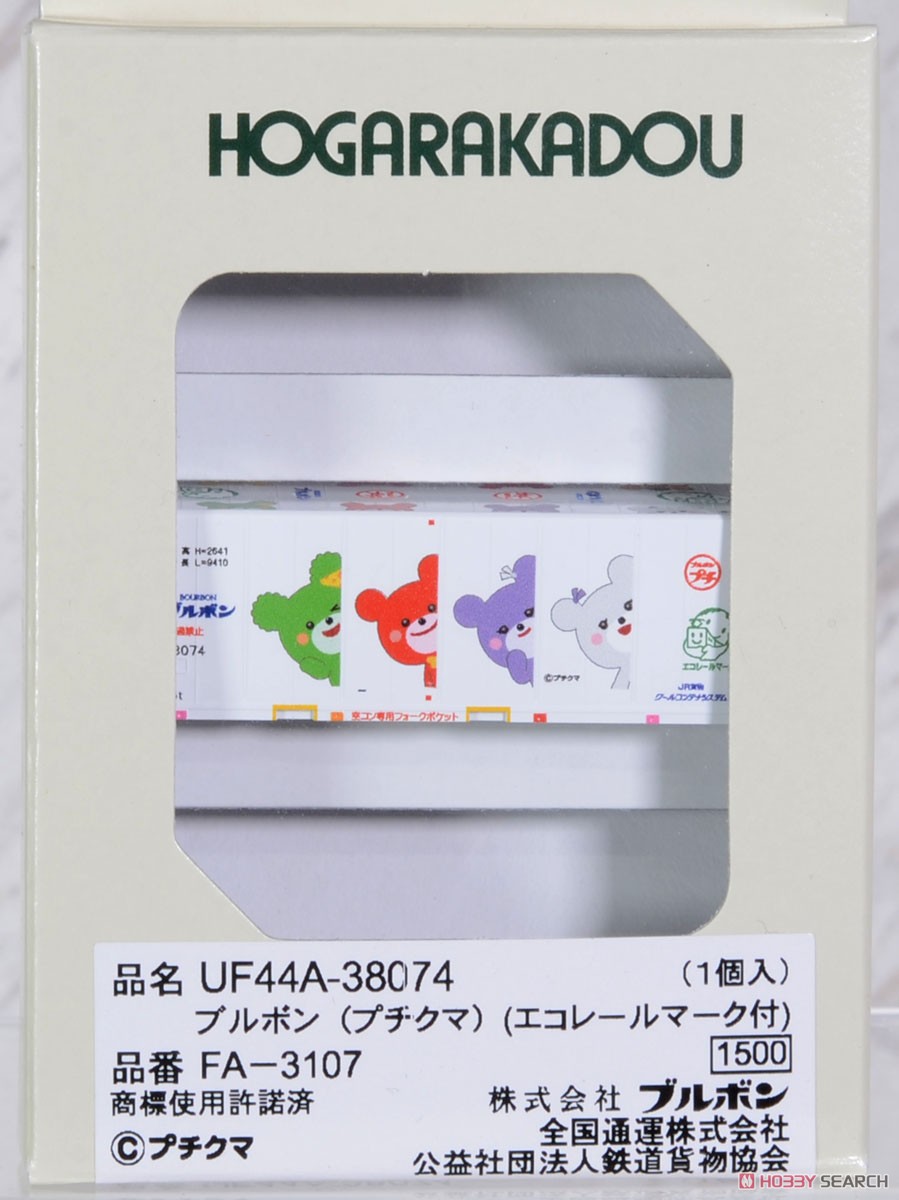 HOGARAKADOU
高 H=2641
長 L=9410
BOURBON
ブルボン
3074
ブルボン
プチ
エコレールマー
©プチクマ
JR貨物
クールコンテナシステム
空コン専用フォークポケット
品名 UF44A-38074 (1個入)
ブルボン(プチクマ)(エコレールマーク付)
品番 FA-3107 1500
商標使用許諾済 株式会社 ブルボン
全国通運株式会社
©プチクマ
公益社団法人鉄道貨物協会
HOBBY SEARCH